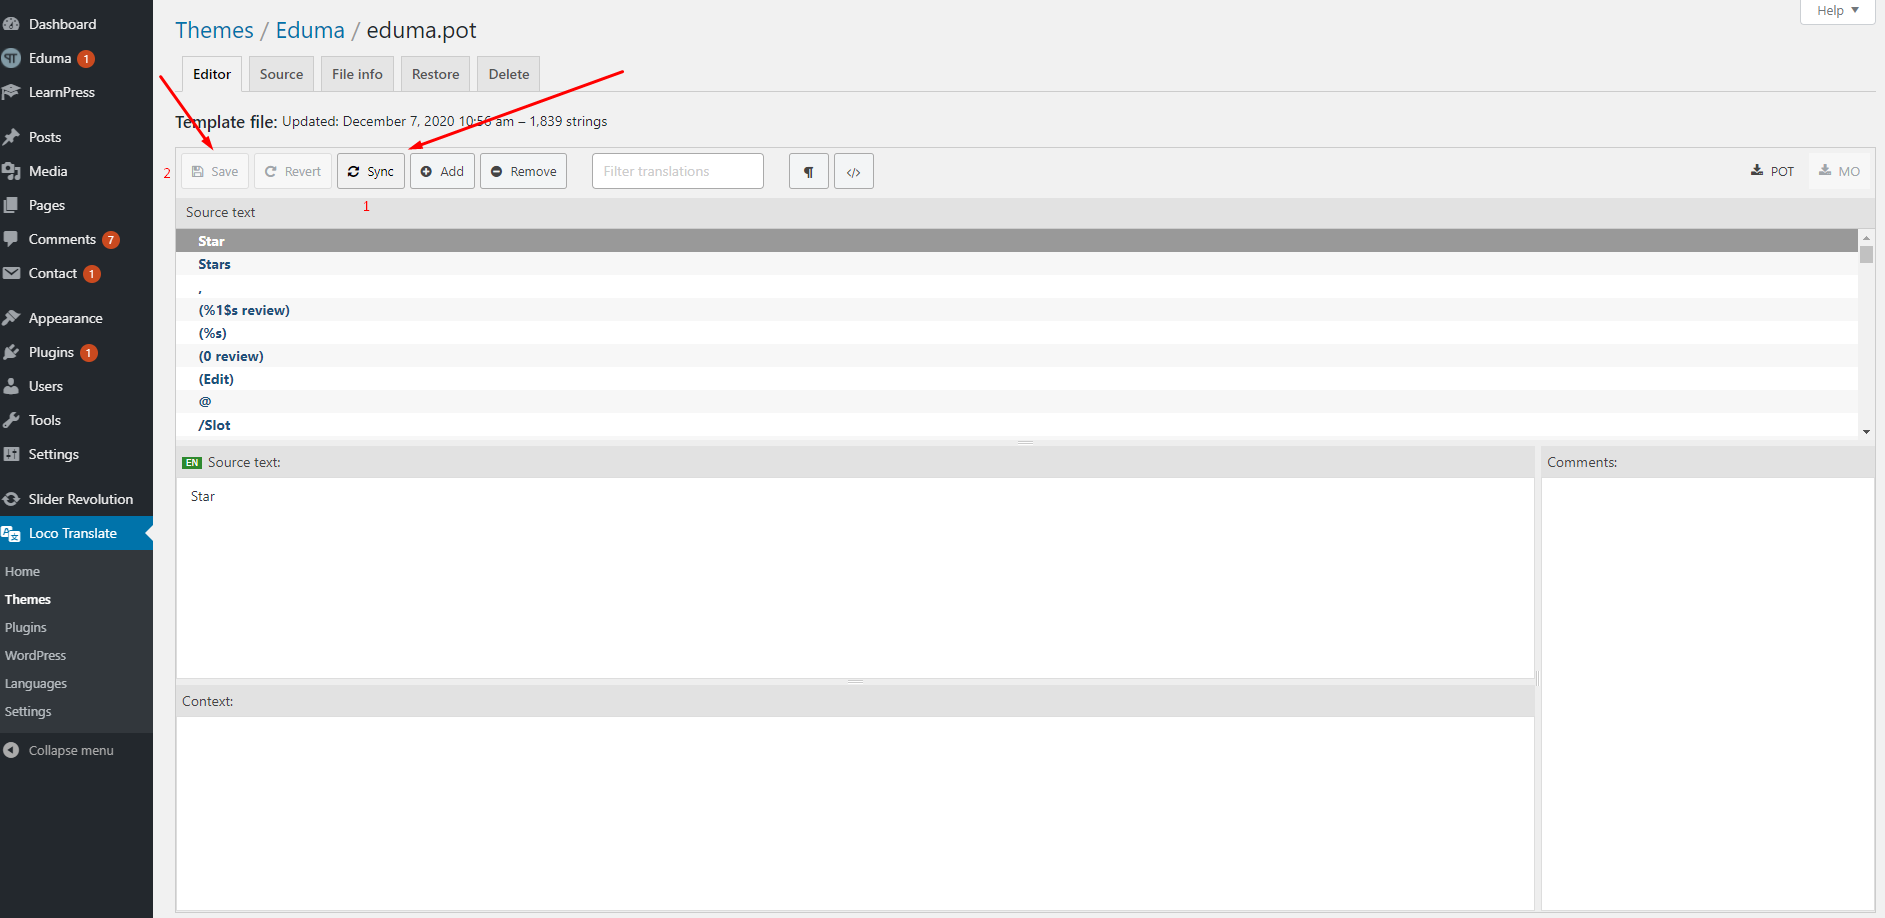 Dashboard
Eduma 1
LearnPress
Posts
Media
Pages
Comments 7
Contact 1
Appearance
Plugins 1
Users
Tools
Settings
Slider Revolution
Loco Translate
Home
Themes
Plugins
WordPress
Languages
Settings
Collapse menu
Help
Themes / Eduma / eduma.pot
Editor Source File info Restore Delete
Template file: Updated: December 7, 2020 10:56 am – 1,839 strings
2 Save Revert Sync Add Remove Filter translations ¶ </> POT MO
1
Source text
Star
Stars
,
(%1$s review)
(%s)
(0 review)
(Edit)
@
/Slot
EN Source text:
Star
Comments:
Context: